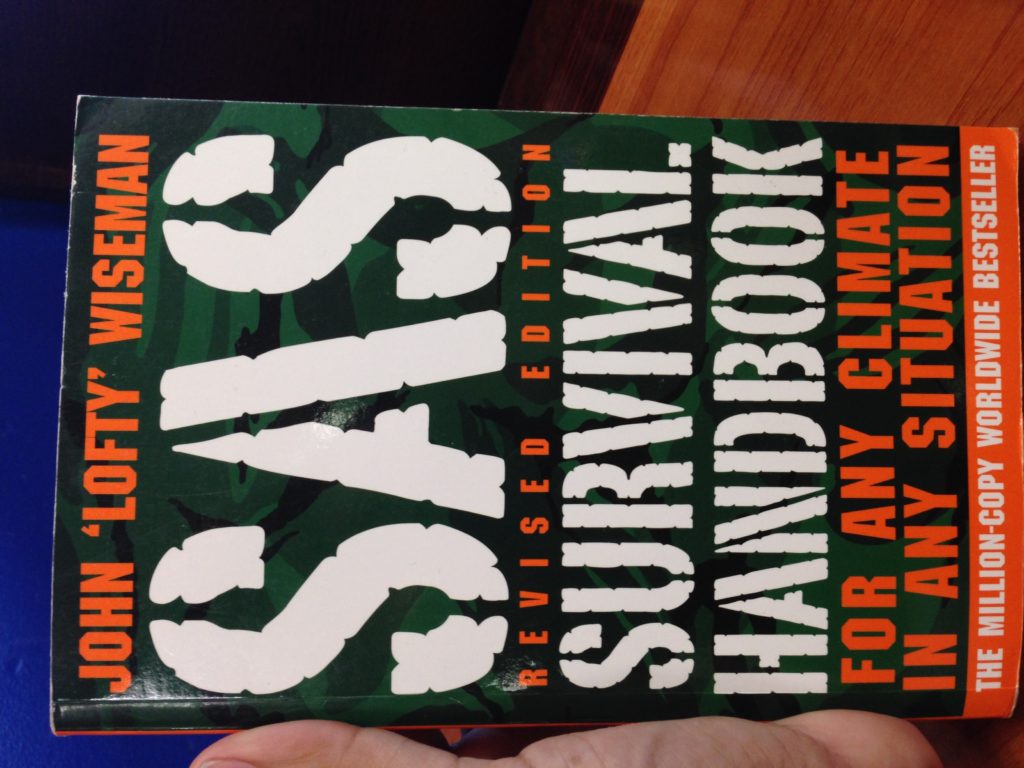 JOHN 'LOFTY' WISEMAN
SAS
REVISED EDITION
SURVIVAL
HANDBOOK
FOR ANY CLIMATE
IN ANY SITUATION
THE MILLION-COPY WORLDWIDE BESTSELLER